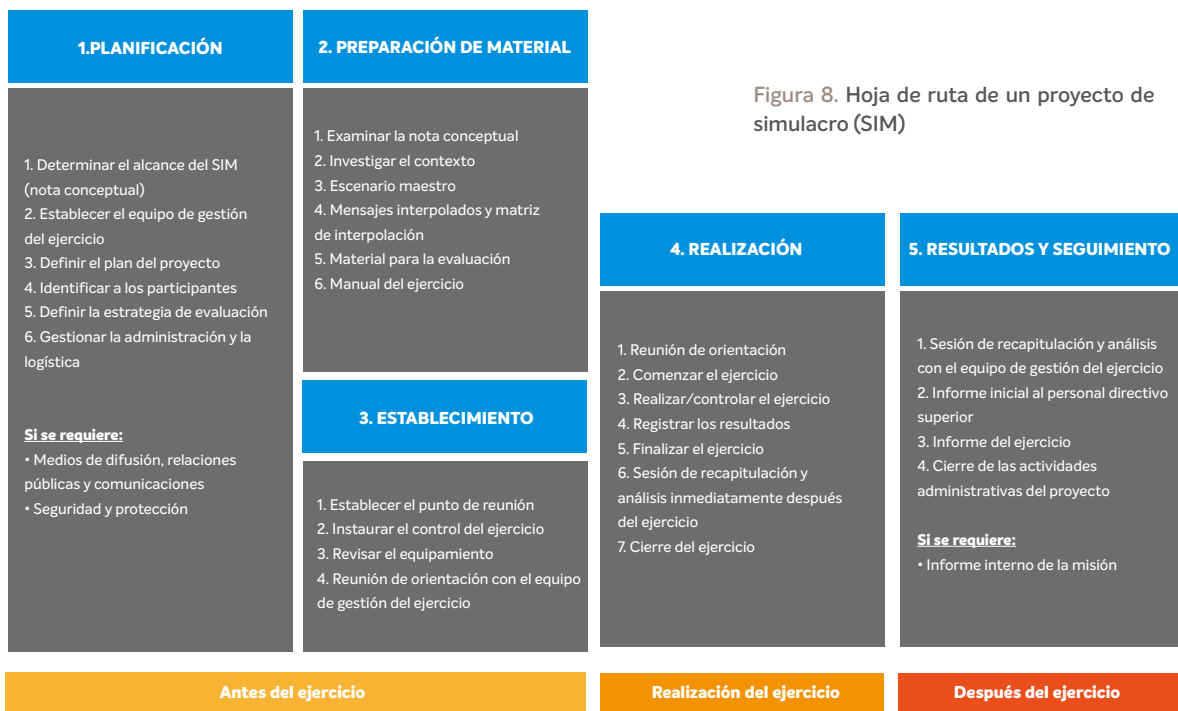 1.PLANIFICACIÓN
1. Determinar el alcance del SIM
(nota conceptual)
2. Establecer el equipo de gestión
del ejercicio
3. Definir el plan del proyecto
4. Identificar a los participantes
5. Definir la estrategia de evaluación
6. Gestionar la administración y la
logística
Si se requiere:
• Medios de difusión, relaciones
públicas y comunicaciones
• Seguridad y protección
2. PREPARACIÓN DE MATERIAL
1. Examinar la nota conceptual
2. Investigar el contexto
3. Escenario maestro
4. Mensajes interpolados y matriz
de interpolación
5. Material para la evaluación
6. Manual del ejercicio
3. ESTABLECIMIENTO
1. Establecer el punto de reunión
2. Instaurar el control del ejercicio
3. Revisar el equipamiento
4. Reunión de orientación con el equipo
de gestión del ejercicio
Figura 8. Hoja de ruta de un proyecto de
simulacro (SIM)
4. REALIZACIÓN
1. Reunión de orientación
2. Comenzar el ejercicio
3. Realizar/controlar el ejercicio
4. Registrar los resultados
5. Finalizar el ejercicio
6. Sesión de recapitulación y
análisis inmediatamente después
del ejercicio
7. Cierre del ejercicio
5. RESULTADOS Y SEGUIMIENTO
1. Sesión de recapitulación y análisis
con el equipo de gestión del ejercicio
2. Informe inicial al personal directivo
superior
3. Informe del ejercicio
4. Cierre de las actividades
administrativas del proyecto
Si se requiere:
• Informe interno de la misión
Antes del ejercicio
Realización del ejercicio
Después del ejercicio